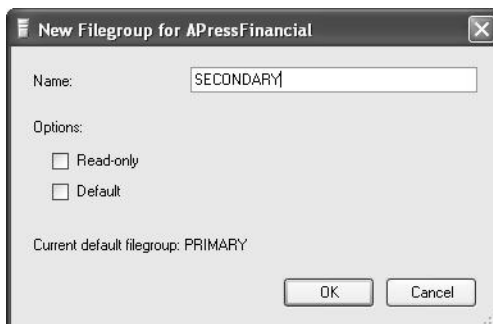 New Filegroup for APressFinancial
Name:
SECONDARY
Options:
Read-only
Default
Current default filegroup: PRIMARY
OK
Cancel